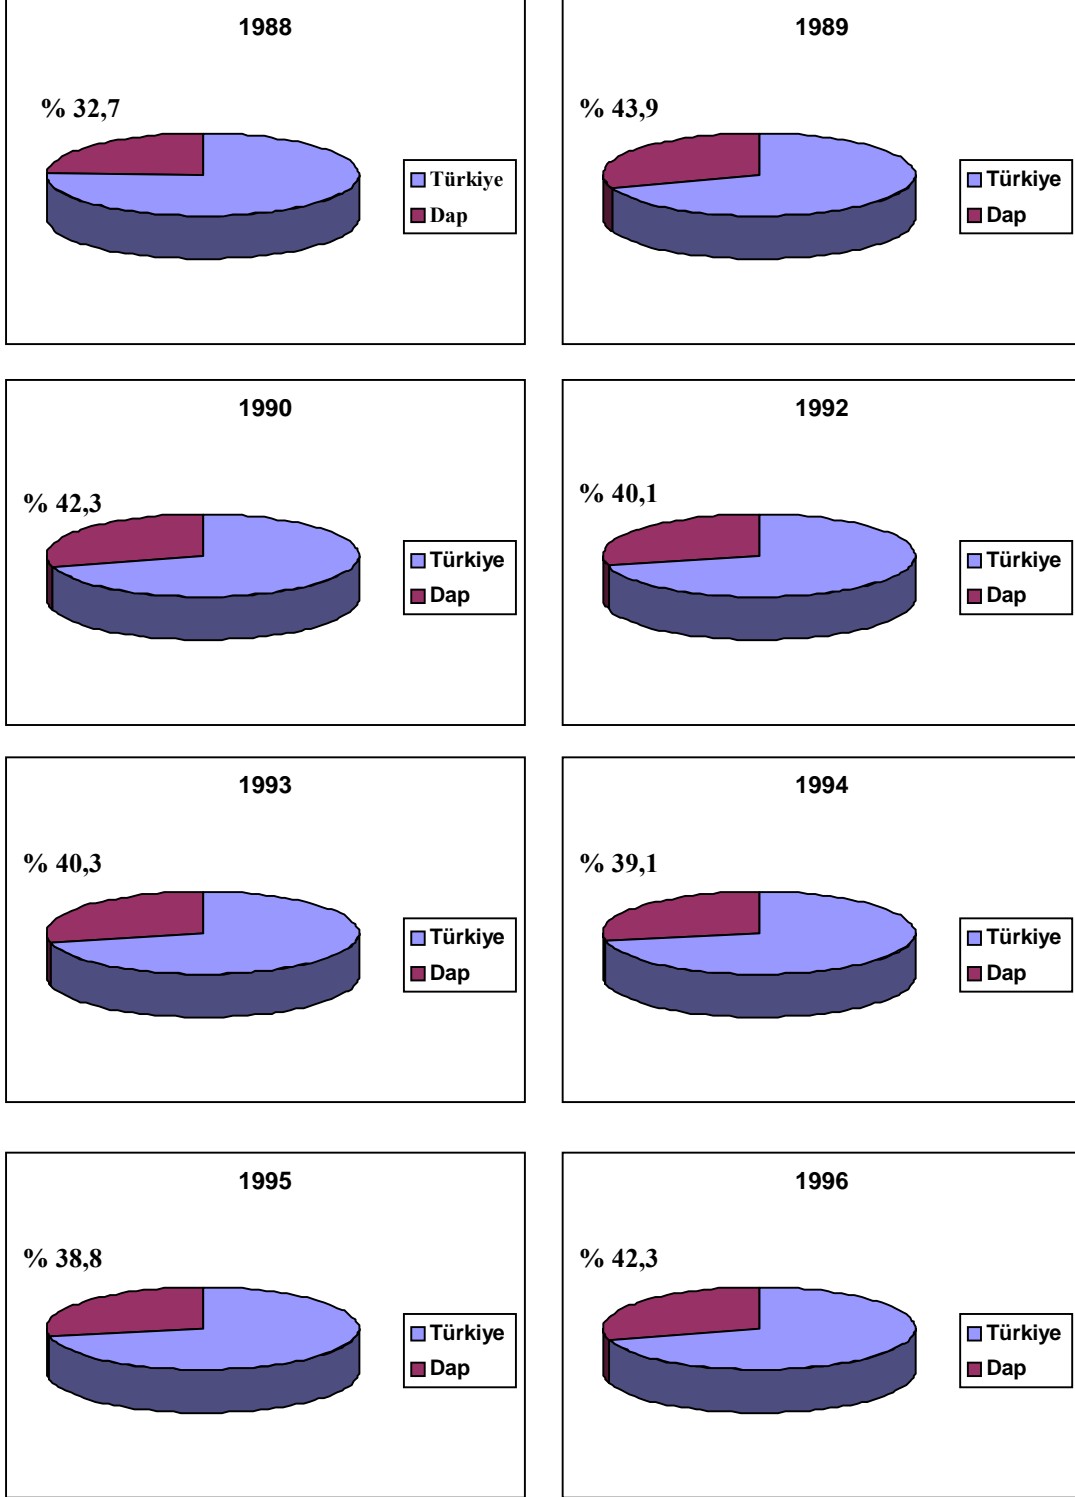 1988
% 32,7
Türkiye
Dap
1989
% 43,9
Türkiye
Dap
1990
% 42,3
Türkiye
Dap
1992
% 40,1
Türkiye
Dap
1993
% 40,3
Türkiye
Dap
1994
% 39,1
Türkiye
Dap
1995
% 38,8
Türkiye
Dap
1996
% 42,3
Türkiye
Dap